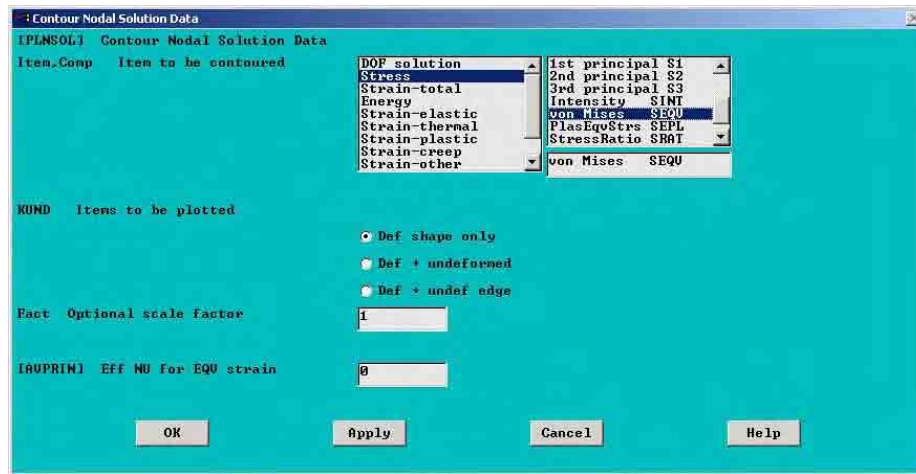 Contour Nodal Solution Data
[PLNSOL] Contour Nodal Solution Data
Item,Comp Item to be contoured
DOF solution
Stress
Strain-total
Energy
Strain-elastic
Strain-thermal
Strain-plastic
Strain-creep
Strain-other
1st principal S1
2nd principal S2
3rd principal S3
Intensity SINT
von Mises SEQV
PlasEqvStrs SEPL
StressRatio SRAT
von Mises SEQV
KUND Items to be plotted
Def shape only
Def + undeformed
Def + undef edge
Fact Optional scale factor
1
[AVPRIN] Eff NU for EQV strain
0
OK Apply Cancel Help